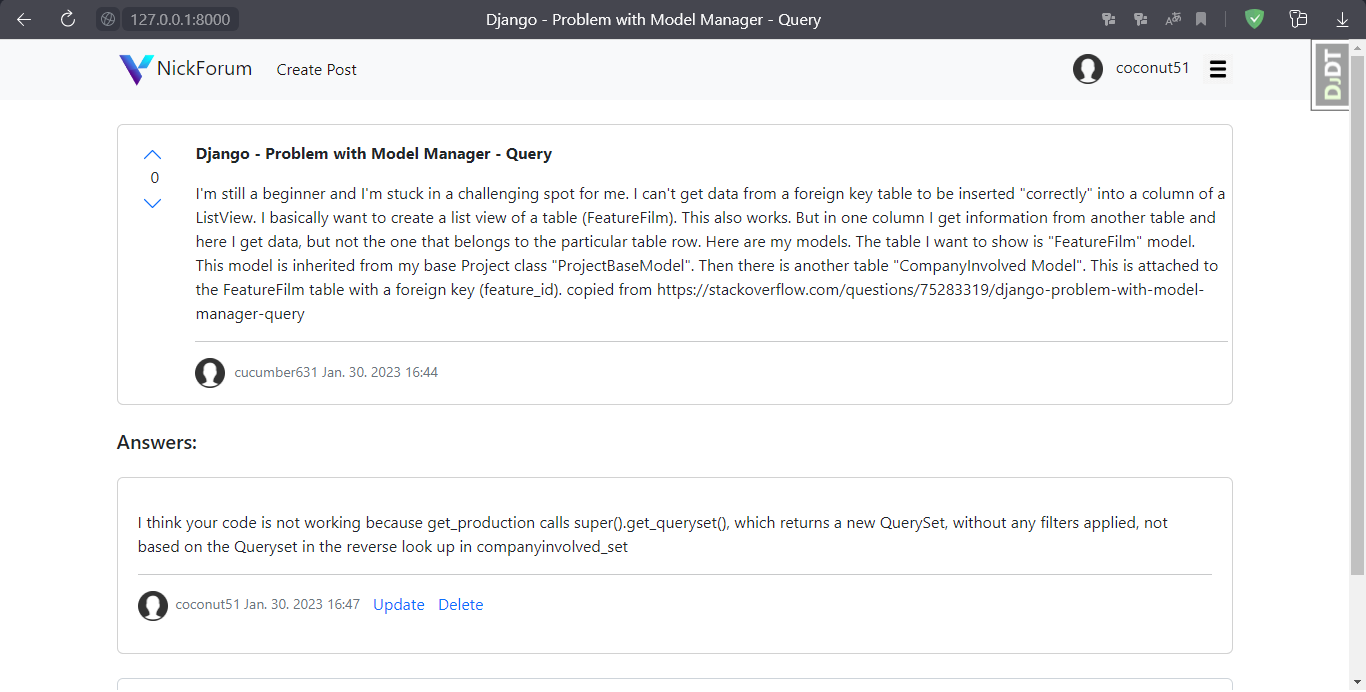 127.0.0.1:8000
Django - Problem with Model Manager - Query
NickForum
Create Post
coconut51
DJDT
Django - Problem with Model Manager - Query
0
I'm still a beginner and I'm stuck in a challenging spot for me. I can't get data from a foreign key table to be inserted "correctly" into a column of a
ListView. I basically want to create a list view of a table (FeatureFilm). This also works. But in one column I get information from another table and
here I get data, but not the one that belongs to the particular table row. Here are my models. The table I want to show is "FeatureFilm" model.
This model is inherited from my base Project class "ProjectBaseModel". Then there is another table "CompanyInvolved Model". This is attached to
the FeatureFilm table with a foreign key (feature_id). copied from https://stackoverflow.com/questions/75283319/django-problem-with-model-
manager-query
cucumber631 Jan. 30. 2023 16:44
Answers:
I think your code is not working because get_production calls super().get_queryset(), which returns a new QuerySet, without any filters applied, not
based on the Queryset in the reverse look up in companyinvolved_set
coconut51 Jan. 30. 2023 16:47 Update Delete